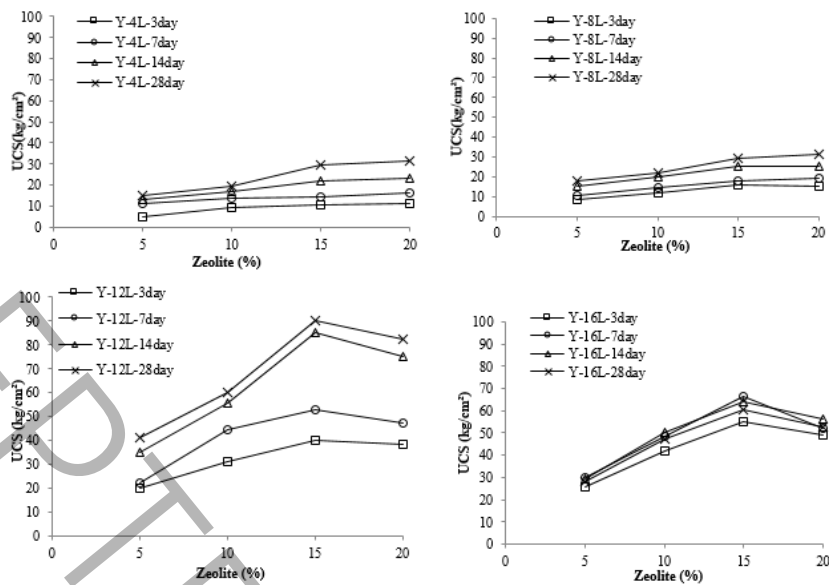 Y-4L-3day
Y-4L-7day
Y-4L-14day
Y-4L-28day
UCS(kg/cm²)
100
90
80
70
60
50
40
30
20
10
0
0 5 10 15 20
Zeolite (%)
Y-8L-3day
Y-8L-7day
Y-8L-14day
Y-8L-28day
UCS(kg/cm²)
100
90
80
70
60
50
40
30
20
10
0
0 5 10 15 20
Zeolite (%)
Y-12L-3day
Y-12L-7day
Y-12L-14day
Y-12L-28day
UCS (kg/cm²)
100
90
80
70
60
50
40
30
20
10
0
0 5 10 15 20
Zeolite (%)
Y-16L-3day
Y-16L-7day
Y-16L-14day
Y-16L-28day
UCS (kg/cm²)
100
90
80
70
60
50
40
30
20
10
0
0 5 10 15 20
Zeolite (%)